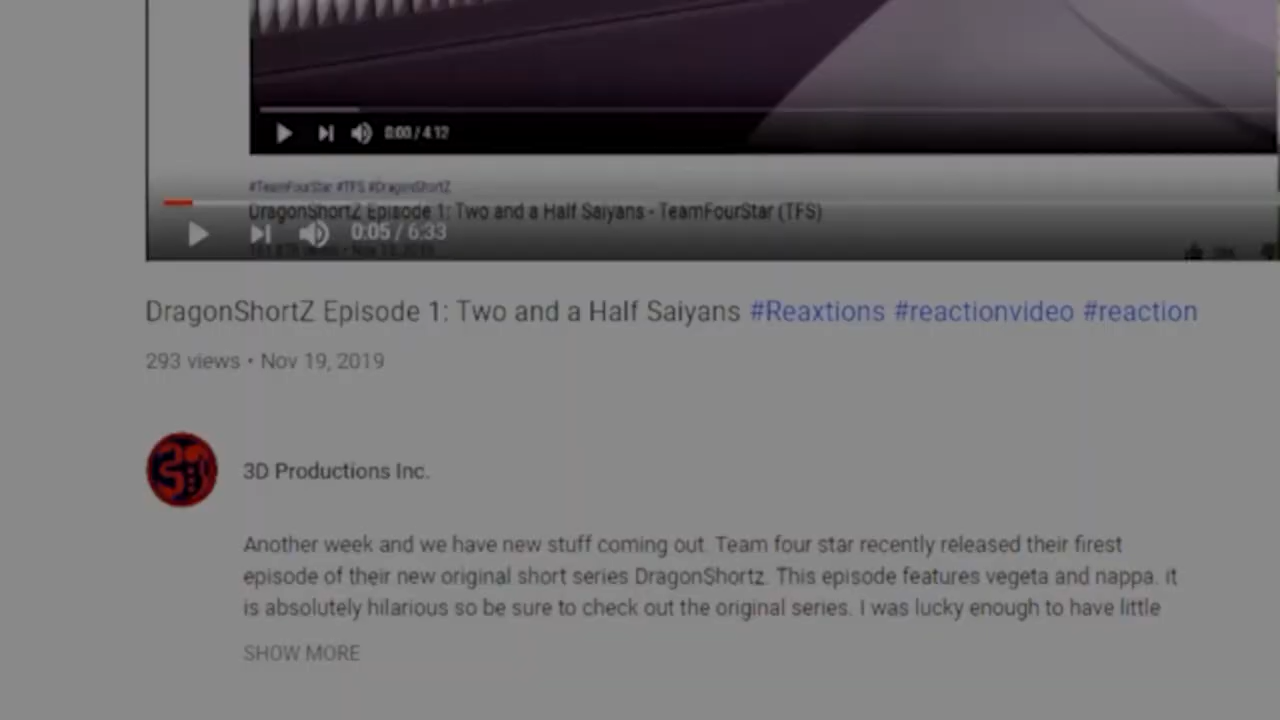 0:00 / 4:12
#TeamFourStar #TFS #DragonShortZ
DragonShortZ Episode 1: Two and a Half Saiyans - TeamFourStar (TFS)
0:05 / 6:33
DragonShortZ Episode 1: Two and a Half Saiyans #Reaxtions #reactionvideo #reaction
293 views • Nov 19, 2019
3D Productions Inc.
Another week and we have new stuff coming out. Team four star recently released their firest
episode of their new original short series DragonShortz. This episode features vegeta and nappa. it
is absolutely hilarious so be sure to check out the original series. I was lucky enough to have little
SHOW MORE